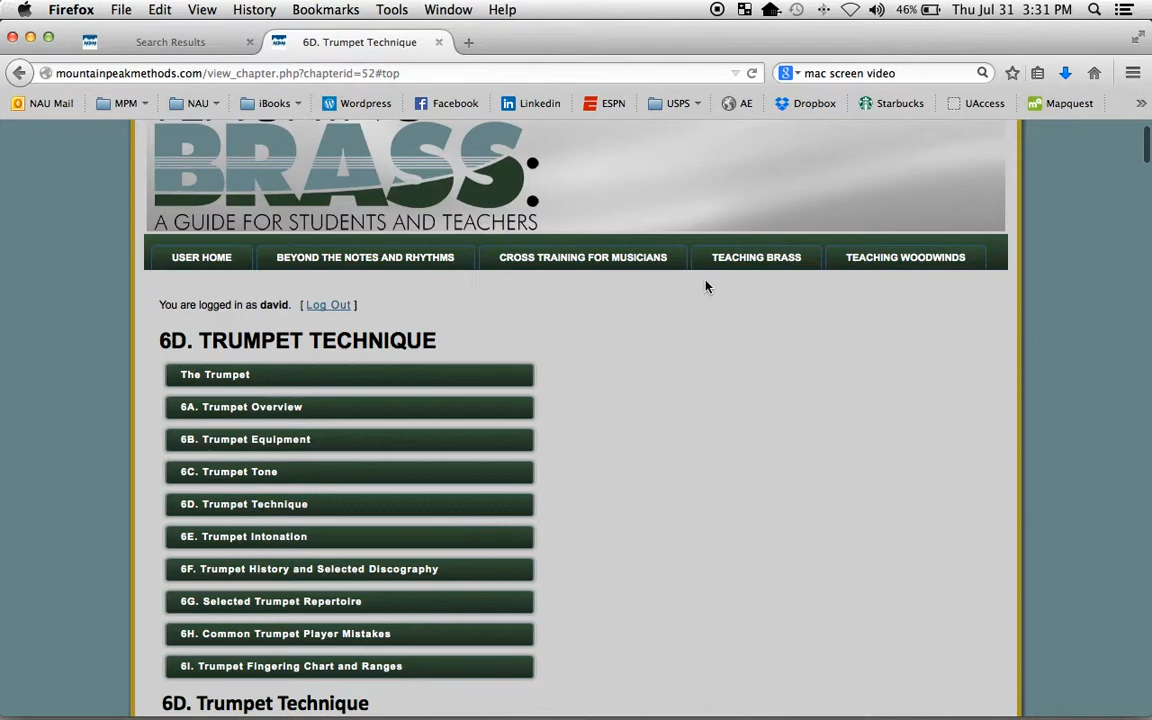 Firefox File Edit View History Bookmarks Tools Window Help 46% Thu Jul 31 3:31 PM
Search Results 6D. Trumpet Technique
mountainpeakmethods.com/view_chapter.php?chapterid=52#top mac screen video
NAU Mail MPM NAU iBooks Wordpress Facebook Linkedin ESPN USPS AE Dropbox Starbucks UAccess Mapquest
BRASS:
A GUIDE FOR STUDENTS AND TEACHERS
USER HOME BEYOND THE NOTES AND RHYTHMS CROSS TRAINING FOR MUSICIANS TEACHING BRASS TEACHING WOODWINDS
You are logged in as david. [ Log Out ]
6D. TRUMPET TECHNIQUE
The Trumpet
6A. Trumpet Overview
6B. Trumpet Equipment
6C. Trumpet Tone
6D. Trumpet Technique
6E. Trumpet Intonation
6F. Trumpet History and Selected Discography
6G. Selected Trumpet Repertoire
6H. Common Trumpet Player Mistakes
6I. Trumpet Fingering Chart and Ranges
6D. Trumpet Technique